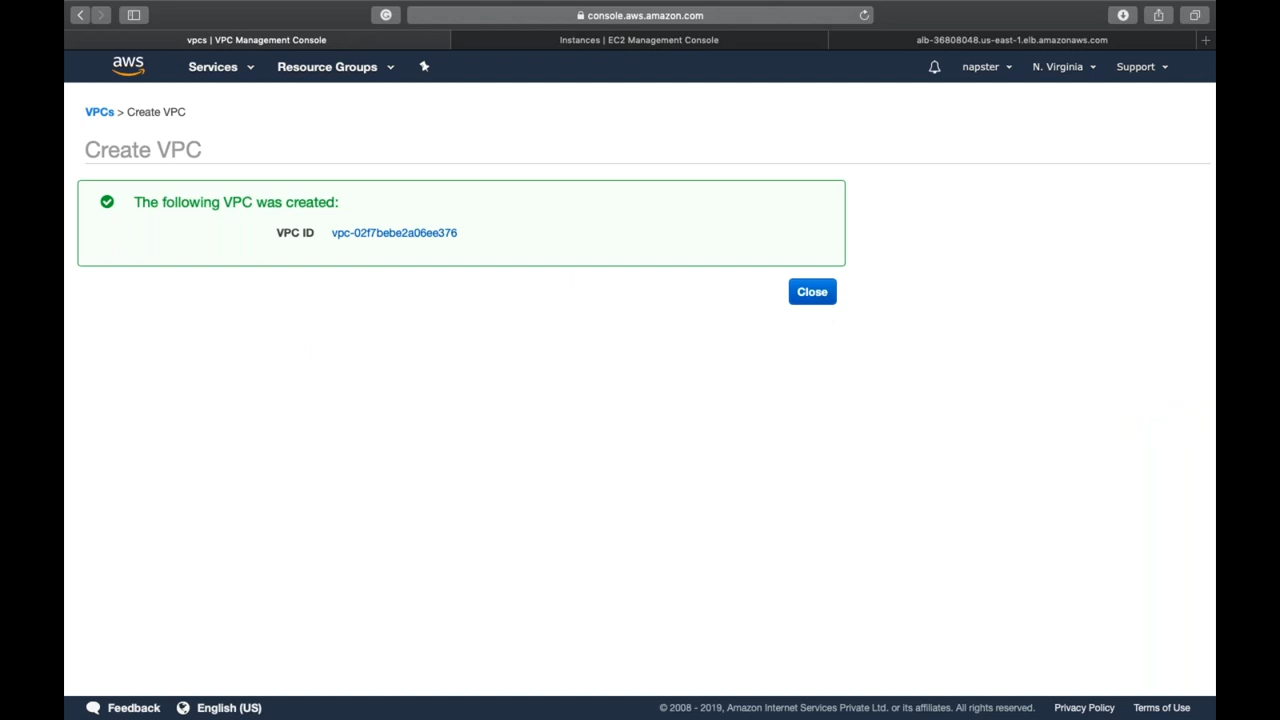 console.aws.amazon.com
vpcs | VPC Management Console
Instances | EC2 Management Console
alb-36808048.us-east-1.elb.amazonaws.com
aws
Services
Resource Groups
napster
N. Virginia
Support
VPCs > Create VPC
Create VPC
The following VPC was created:
VPC ID vpc-02f7bebe2a06ee376
Close
Feedback
English (US)
© 2008 - 2019, Amazon Internet Services Private Ltd. or its affiliates. All rights reserved.
Privacy Policy
Terms of Use